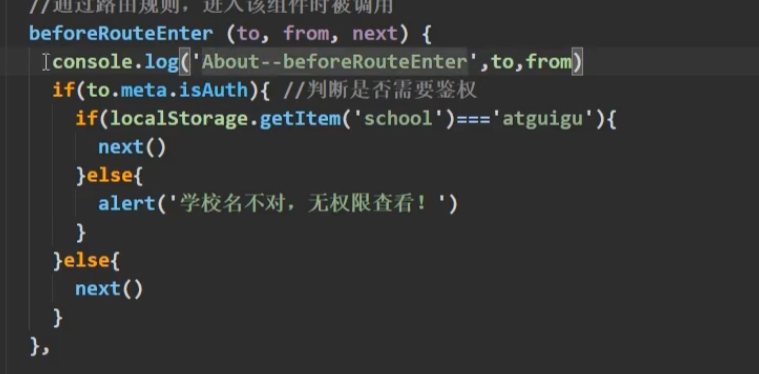 //通过路由规则，进入该组件时被调用
beforeRouteEnter (to, from, next) {
console.log('About--beforeRouteEnter',to,from)
if(to.meta.isAuth){ //判断是否需要鉴权
if(localStorage.getItem('school')==='atguigu'){
next()
}else{
alert('学校名不对，无权限查看！')
}
}else{
next()
}
},